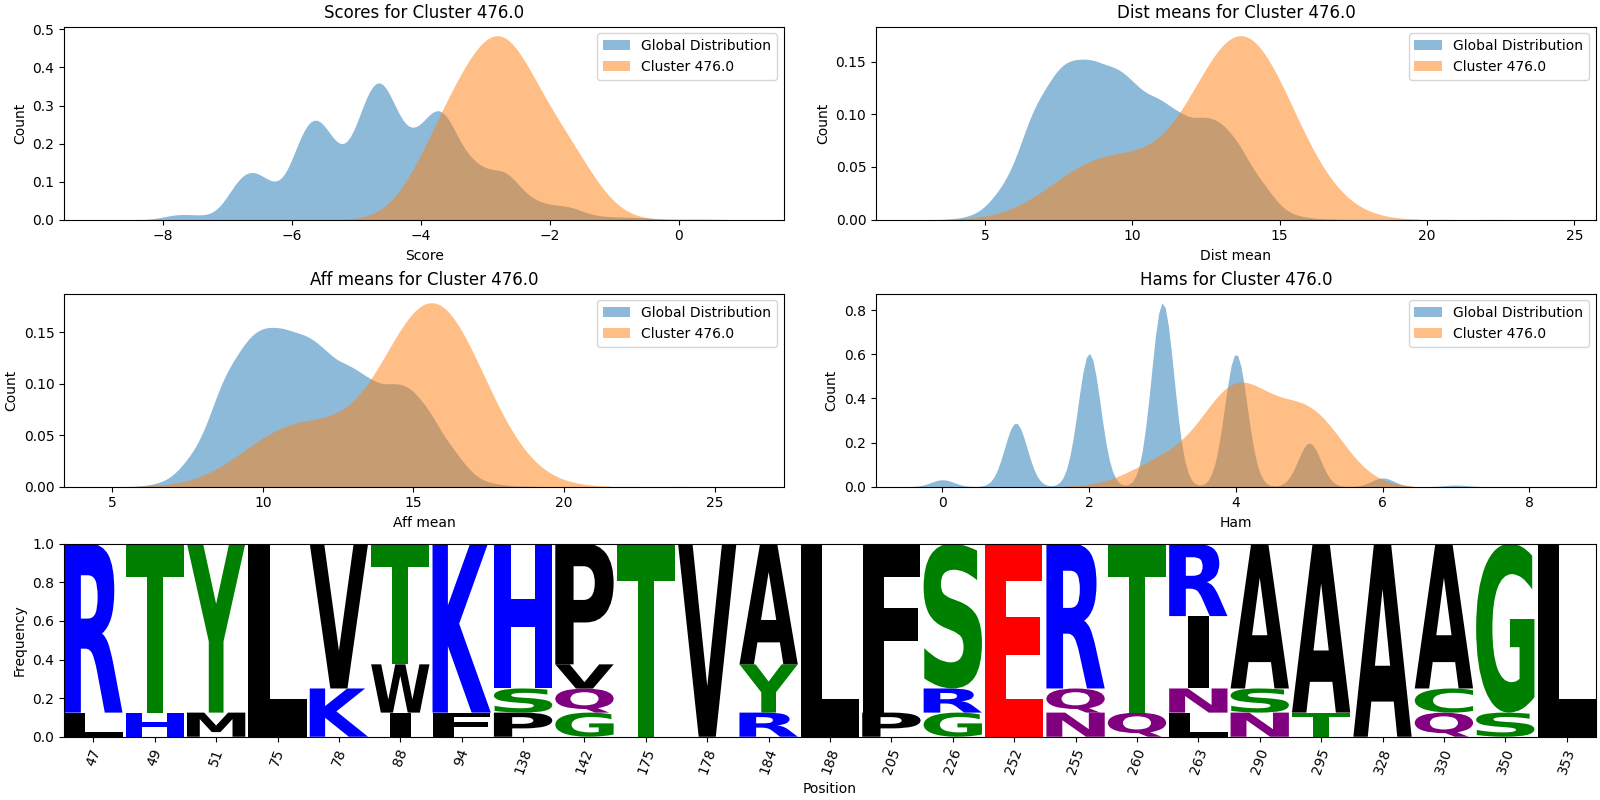 Scores for Cluster 476.0
Dist means for Cluster 476.0
0.5
0.4
0.3
0.2
0.1
0.0
Count
Global Distribution
Cluster 476.0
−8 −6 −4 −2 0
Score
0.15
0.10
0.05
0.00
Count
Global Distribution
Cluster 476.0
5 10 15 20 25
Dist mean
Aff means for Cluster 476.0
Hams for Cluster 476.0
0.15
0.10
0.05
0.00
Count
Global Distribution
Cluster 476.0
5 10 15 20 25
Aff mean
0.8
0.6
0.4
0.2
0.0
Count
Global Distribution
Cluster 476.0
0 2 4 6 8
Ham
1.0
0.8
0.6
0.4
0.2
0.0
Frequency
R T Y L V T K H P T V A L F S E R T R A A A A G L
W S V Y R Q I S C
L H M K I F P Q R P G N Q N N T Q S
G L
47 49 51 75 78 88 94 138 142 175 178 184 188 205 226 252 253 260 263 290 295 328 330 350 353
Position